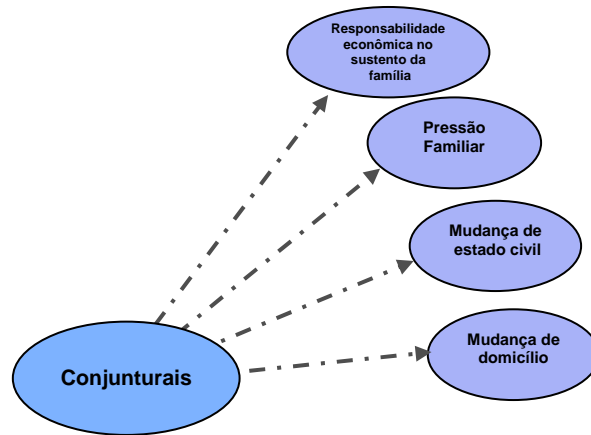 Responsabilidade
econômica no
sustento da
família
Pressão
Familiar
Mudança de
estado civil
Mudança de
domicílio
Conjunturais